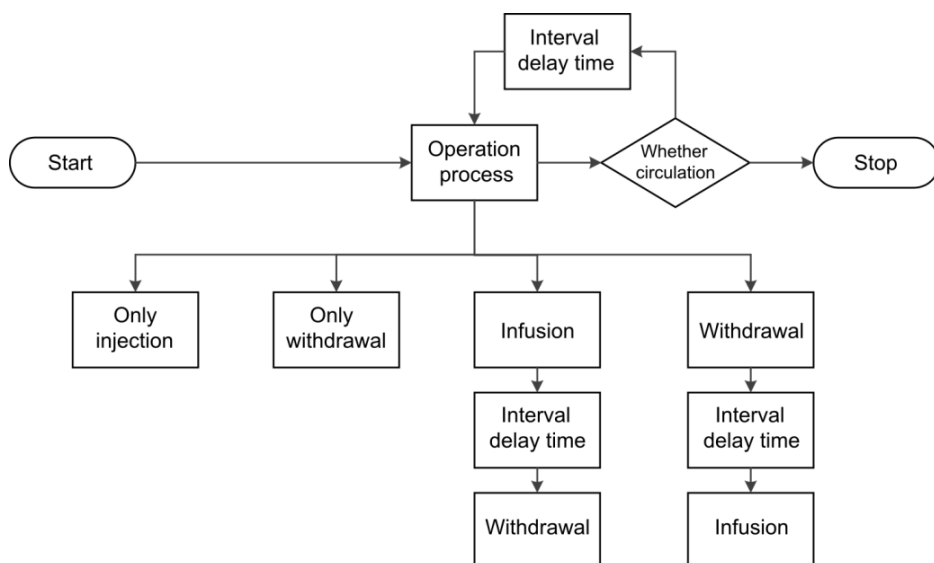 Interval
delay time
Start
Operation
process
Whether
circulation
Stop
Only
injection
Only
withdrawal
Infusion
Withdrawal
Interval
delay time
Interval
delay time
Withdrawal
Infusion